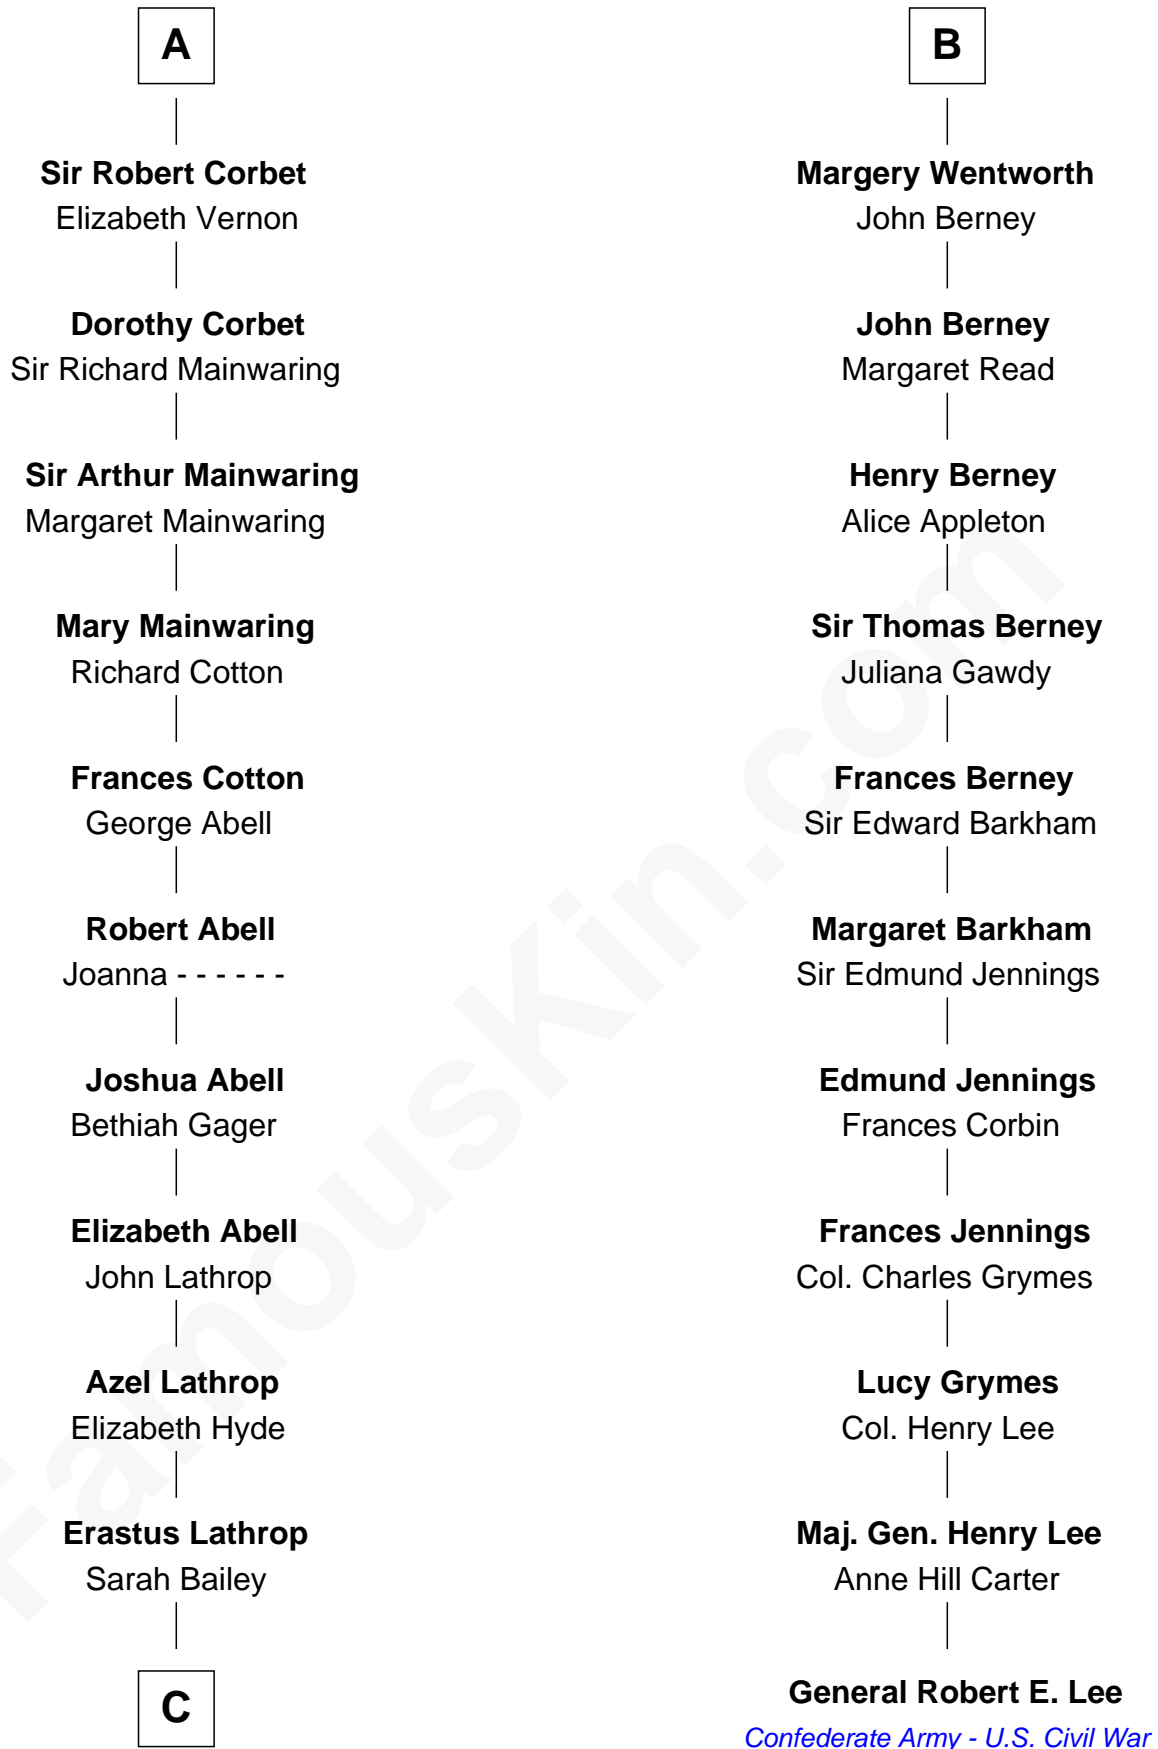 A
Sir Robert Corbet
Elizabeth Vernon
Dorothy Corbet
Sir Richard Mainwaring
Sir Arthur Mainwaring
Margaret Mainwaring
Mary Mainwaring
Richard Cotton
Frances Cotton
George Abell
Robert Abell
Joanna - - - - - -
Joshua Abell
Bethiah Gager
Elizabeth Abell
John Lathrop
Azel Lathrop
Elizabeth Hyde
Erastus Lathrop
Sarah Bailey
C
B
Margery Wentworth
John Berney
John Berney
Margaret Read
Henry Berney
Alice Appleton
Sir Thomas Berney
Juliana Gawdy
Frances Berney
Sir Edward Barkham
Margaret Barkham
Sir Edmund Jennings
Edmund Jennings
Frances Corbin
Frances Jennings
Col. Charles Grymes
Lucy Grymes
Col. Henry Lee
Maj. Gen. Henry Lee
Anne Hill Carter
General Robert E. Lee
Confederate Army - U.S. Civil War
FamousKin.com